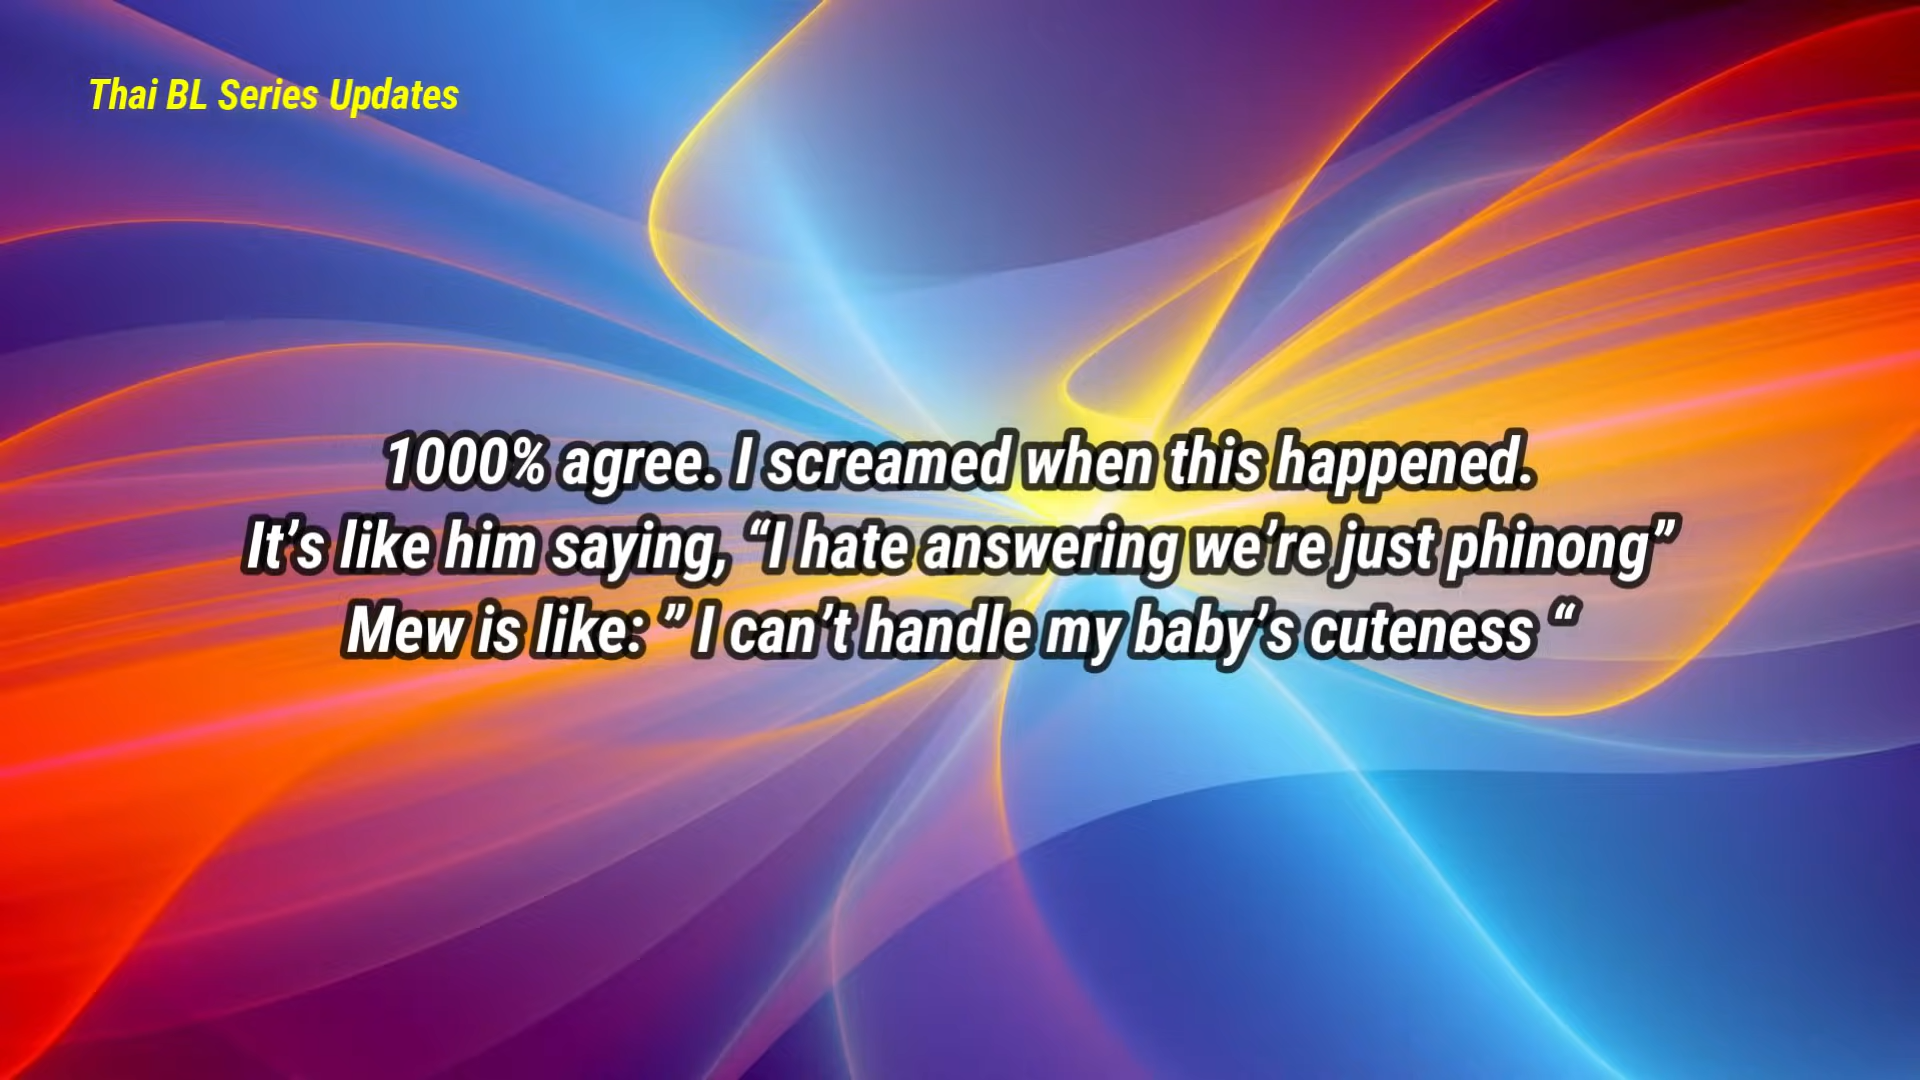 Thai BL Series Updates
1000% agree. I screamed when this happened.
It’s like him saying, “I hate answering we’re just phinong”
Mew is like: ” I can’t handle my baby’s cuteness “